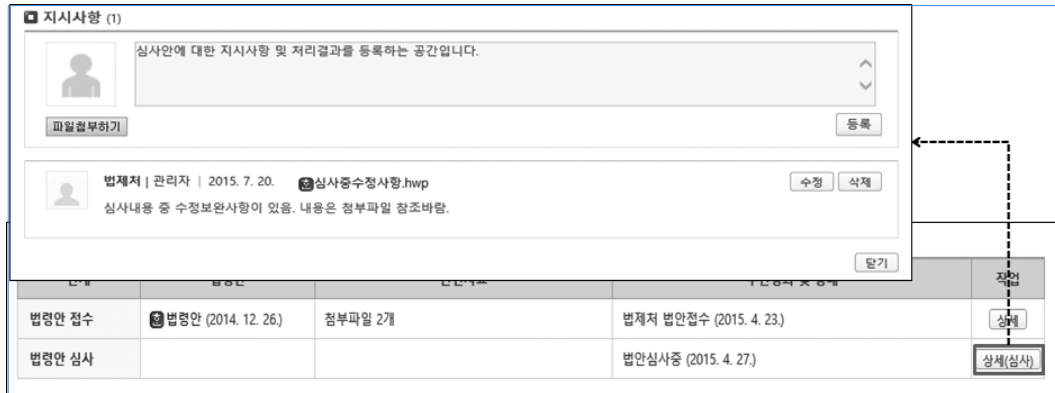 지시사항 (1)
심사안에 대한 지시사항 및 처리결과를 등록하는 공간입니다.
파일첨부하기
등록
법제처 | 관리자 | 2015. 7. 20. 심사중수정사항.hwp 수정 삭제
심사내용 중 수정보완사항이 있음. 내용은 첨부파일 참조바람.
닫기
작업
법령안 접수 법령안 (2014. 12. 26.) 첨부파일 2개 법제처 법안접수 (2015. 4. 23.) 상세
법령안 심사 법안심사중 (2015. 4. 27.) 상세(심사)